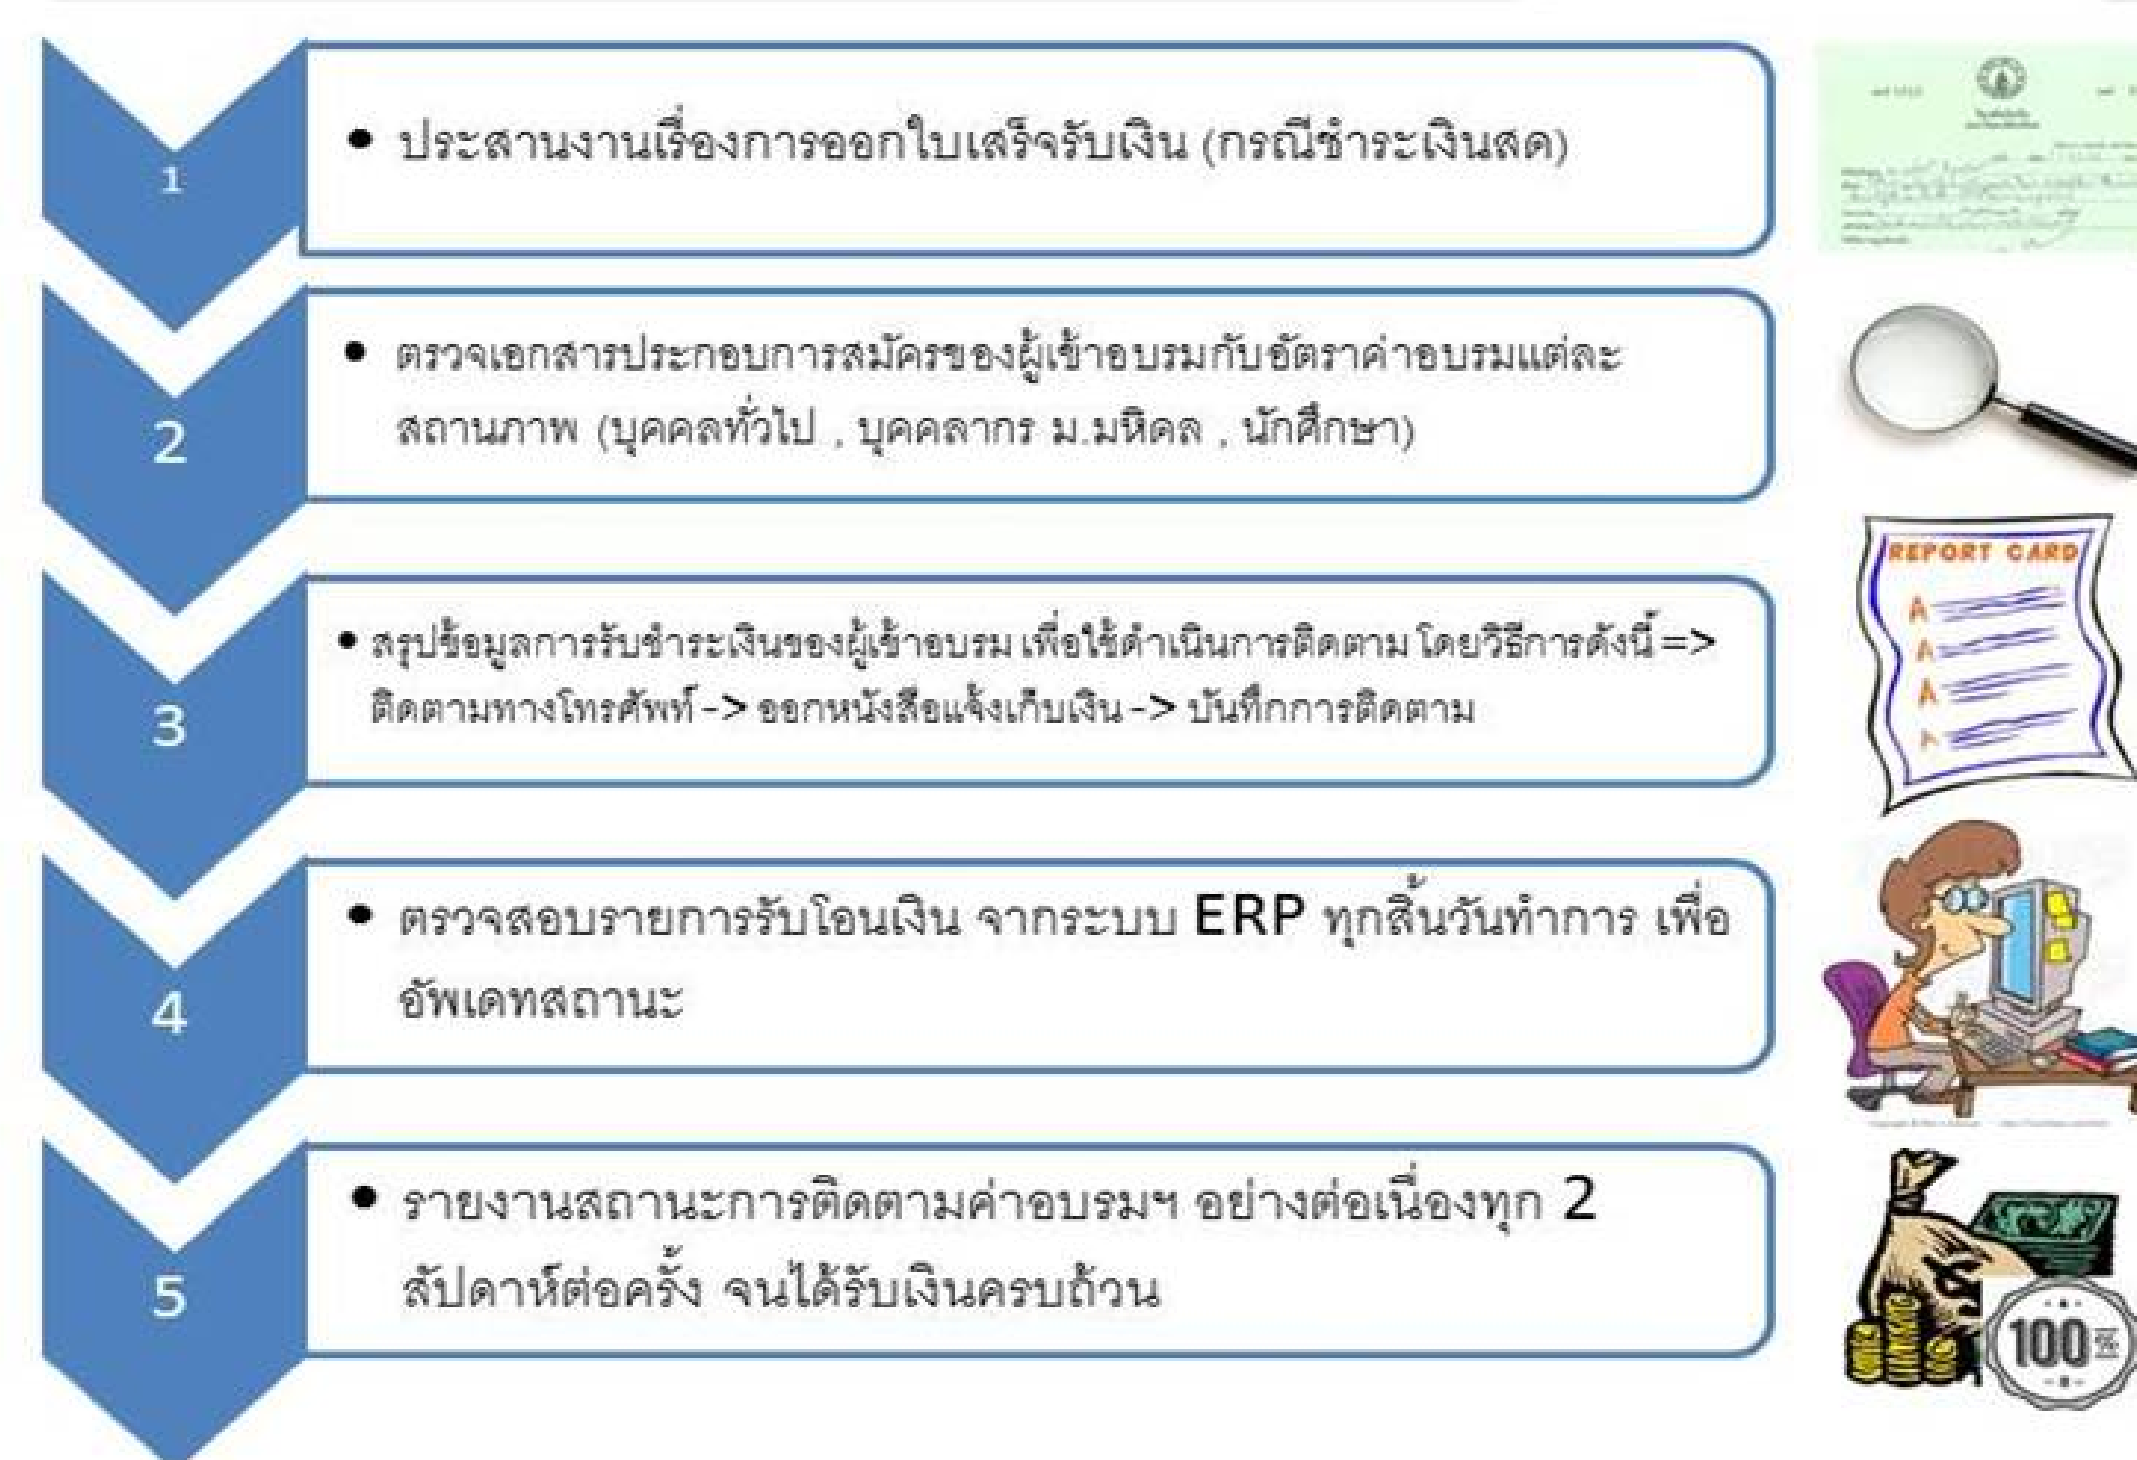 1
• ประสานงานเรื่องการออกใบเสร็จรับเงิน (กรณีชำระเงินสด)
2
• ตรวจเอกสารประกอบการสมัครของผู้เข้าอบรมกับอัตราค่าอบรมแต่ละ
สถานภาพ (บุคคลทั่วไป , บุคคลากร ม.มหิดล , นักศึกษา)
REPORT CARD
A
A
A
A
3
• สรุปข้อมูลการรับชำระเงินของผู้เข้าอบรม เพื่อใช้ดำเนินการติดตาม โดยวิธีการดังนี้ =>
ติดตามทางโทรศัพท์ -> ออกหนังสือแจ้งเก็บเงิน -> บันทึกการติดตาม
4
• ตรวจสอบรายการรับโอนเงิน จากระบบ ERP ทุกสิ้นวันทำการ เพื่อ
อัพเดทสถานะ
5
• รายงานสถานะการติดตามค่าอบรมฯ อย่างต่อเนื่องทุก 2
สัปดาห์ต่อครั้ง จนได้รับเงินครบถ้วน
100%